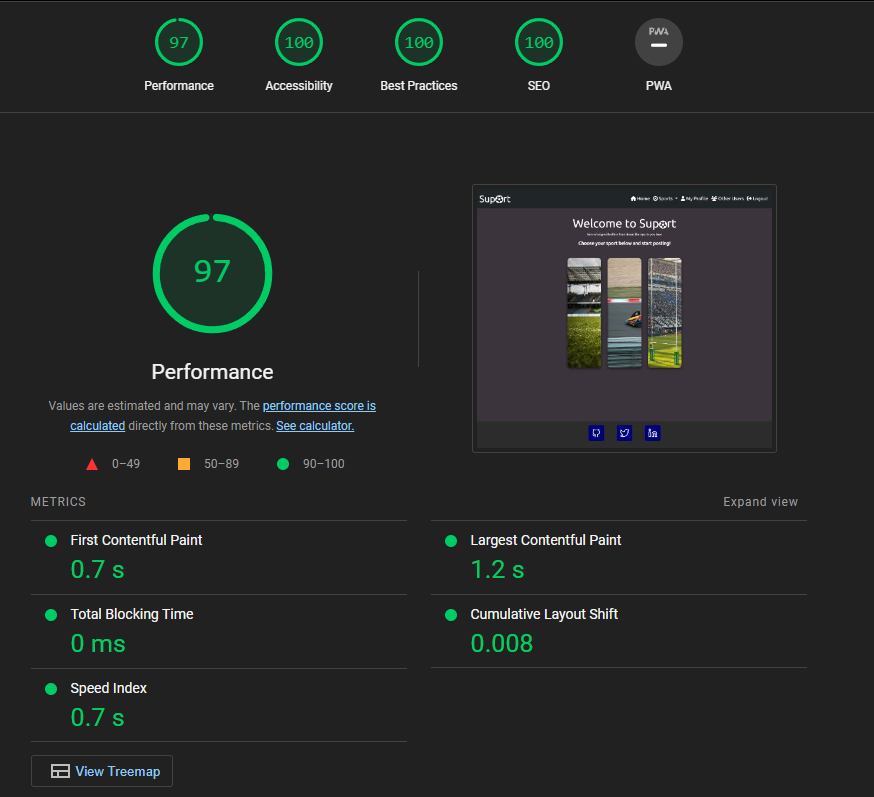 97 100 100 100 PWA
Performance Accessibility Best Practices SEO PWA
Suport Home Sports My Profile Other Users Logout
Welcome to Suport
Choose your sport below and start posting!
97
Performance
Values are estimated and may vary. The performance score is
calculated directly from these metrics. See calculator.
0–49 50–89 90–100
METRICS Expand view
First Contentful Paint
0.7 s
Largest Contentful Paint
1.2 s
Total Blocking Time
0 ms
Cumulative Layout Shift
0.008
Speed Index
0.7 s
View Treemap